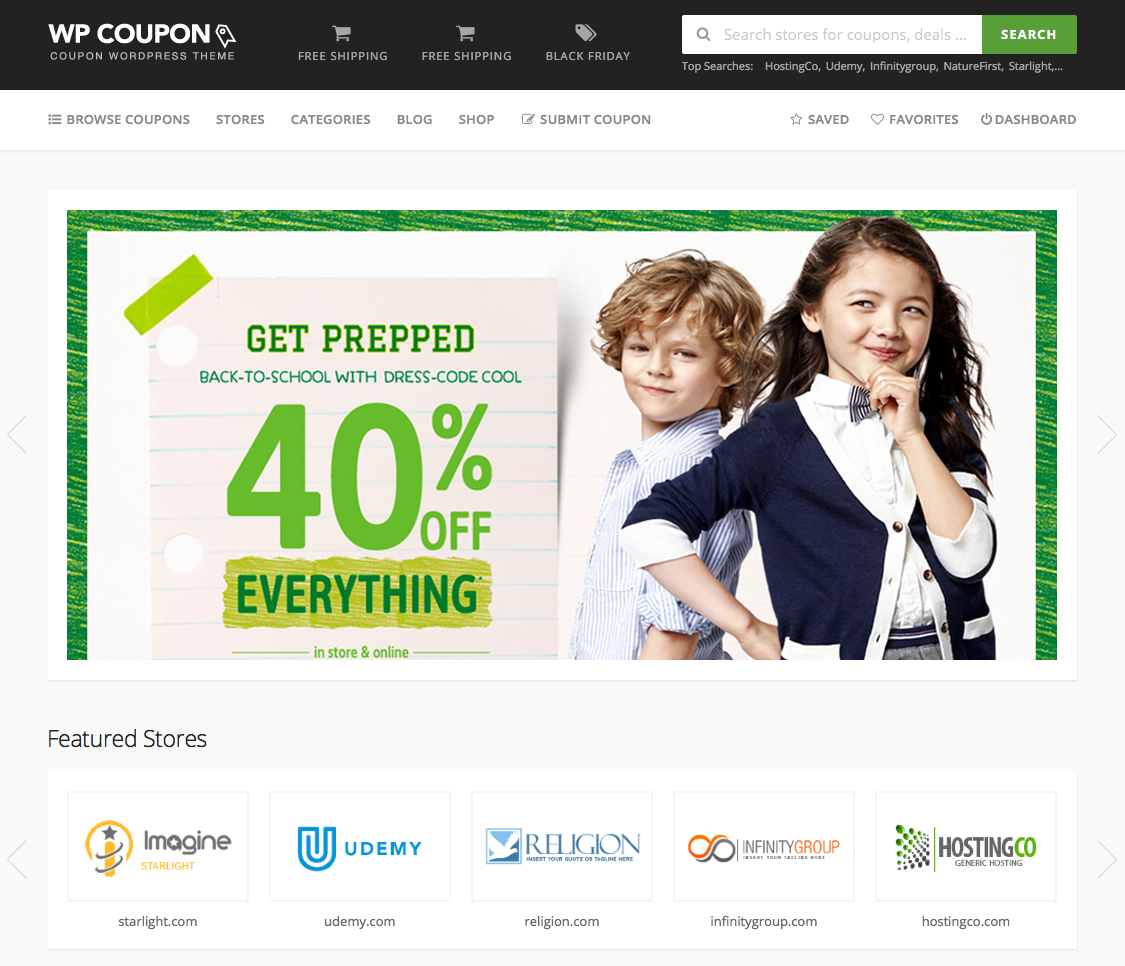 WP COUPON
COUPON WORDPRESS THEME
FREE SHIPPING
FREE SHIPPING
BLACK FRIDAY
Search stores for coupons, deals ...
SEARCH
Top Searches: HostingCo, Udemy, Infinitygroup, NatureFirst, Starlight,...
BROWSE COUPONS STORES CATEGORIES BLOG SHOP SUBMIT COUPON SAVED FAVORITES DASHBOARD
GET PREPPED
BACK-TO-SCHOOL WITH DRESS-CODE COOL
40%
OFF
EVERYTHING*
in store & online
Featured Stores
Imagine
STARLIGHT
UDEMY
RELIGION
INSERT YOUR QUOTE OR TAGLINE HERE
INFINITYGROUP
INSERT YOUR TAGLINE HERE
HOSTINGCO
GENERIC HOSTING
starlight.com udemy.com religion.com infinitygroup.com hostingco.com